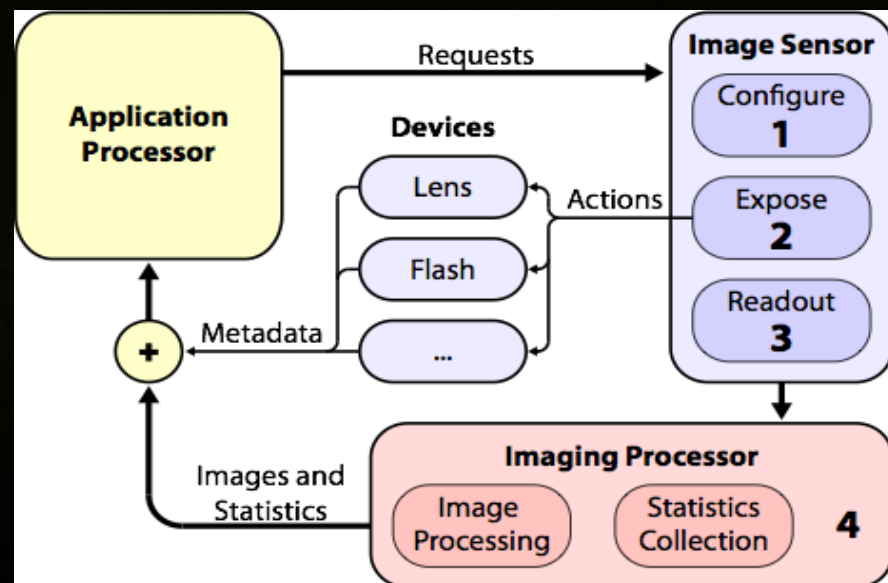 Application
Processor
Requests
Image Sensor
Configure
1
Devices
Lens
Actions
Expose
2
Flash
Readout
3
...
Metadata
+
Images and
Statistics
Imaging Processor
Image
Processing
Statistics
Collection
4